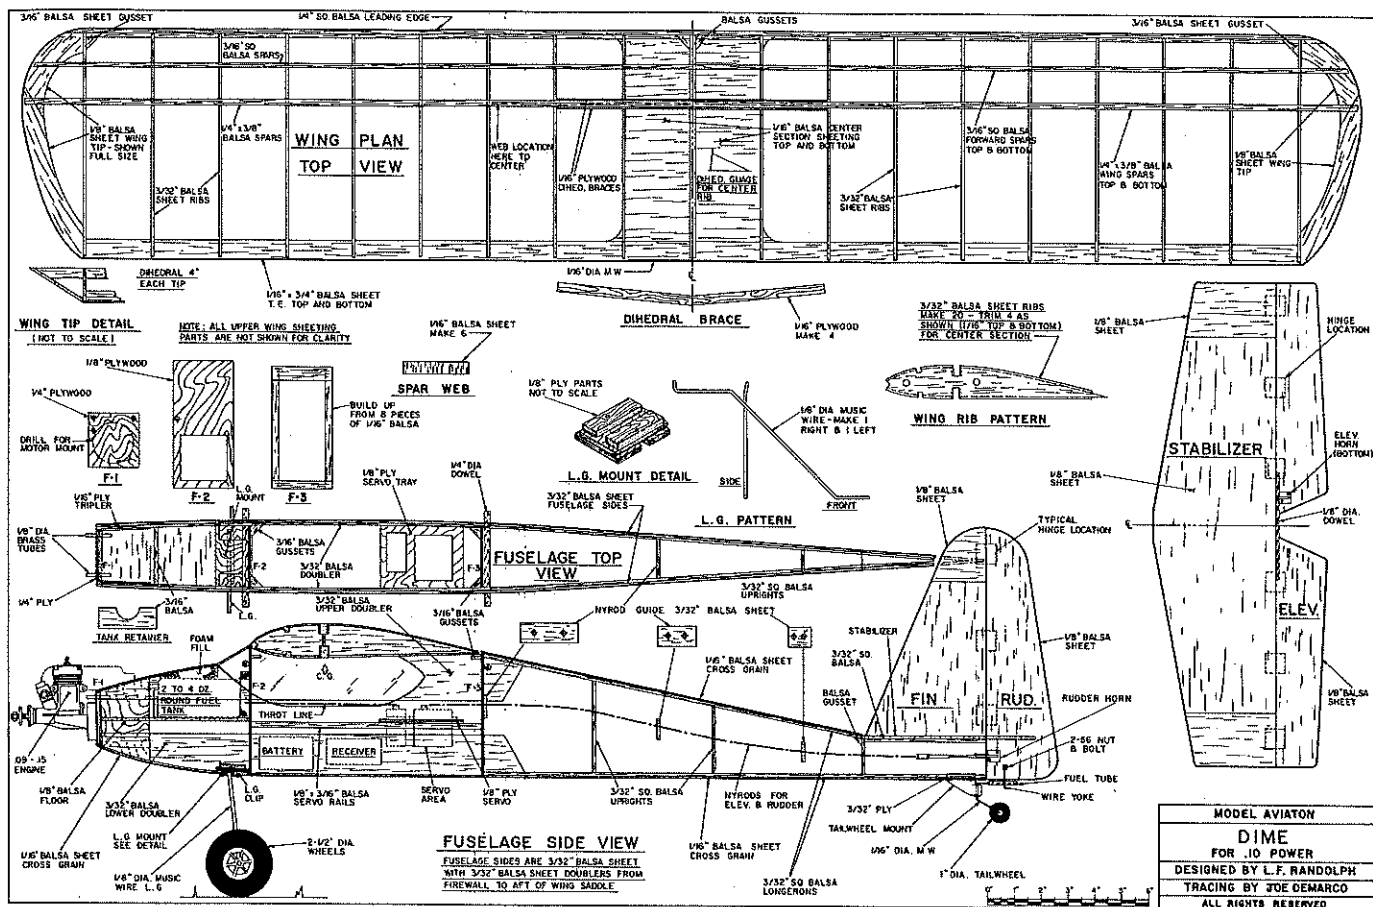 3/16" BALSA SHEET GUSSET
1/4" SQ. BALSA LEADING EDGE
BALSA GUSSETS
3/16" BALSA SHEET GUSSET
3/16" SQ
BALSA SPARS
1/8" BALSA
SHEET WING
TIP - SHOWN
FULL SIZE
1/4" x 3/8"
BALSA SPARS
WING PLAN
TOP VIEW
WEB LOCATION
HERE TO
CENTER
1/16" BALSA CENTER
SECTION SHEETING
TOP AND BOTTOM
3/16" SQ BALSA
FORWARD SPARS
TOP & BOTTOM
1/8" BALSA
SHEET WING
TIP
3/32" BALSA
SHEET RIBS
1/16" PLYWOOD
DIHED. BRACES
DIHED. GUAGE
FOR CENTER
RIB
3/32" BALSA
SHEET RIBS
1/4" x 3/8" BALSA
WING SPARS
TOP & BOTTOM
DIHEDRAL 4"
EACH TIP
1/16" x 3/4" BALSA SHEET
T.E. TOP AND BOTTOM
1/16" DIA M W
WING TIP DETAIL
(NOT TO SCALE)
NOTE: ALL UPPER WING SHEETING
PARTS ARE NOT SHOWN FOR CLARITY
DIHEDRAL BRACE
1/16" PLYWOOD
MAKE 4
3/32" BALSA SHEET RIBS
MAKE 20 - TRIM 4 AS
SHOWN (1/16" TOP & BOTTOM)
FOR CENTER SECTION
1/8" BALSA
SHEET
HINGE
LOCATION
1/8" PLYWOOD
1/16" BALSA SHEET
MAKE 6
SPAR WEB
1/4" PLYWOOD
DRILL FOR
MOTOR MOUNT
F-1
F-2
F-3
BUILD UP
FROM 8 PIECES
OF 1/16" BALSA
1/8" PLY PARTS
NOT TO SCALE
L.G. MOUNT DETAIL
1/8" DIA MUSIC
WIRE-MAKE 1
RIGHT & 1 LEFT
SIDE
FRONT
L.G. PATTERN
WING RIB PATTERN
STABILIZER
1/8" BALSA
SHEET
ELEV.
HORN
(BOTTOM)
1/8" DIA.
DOWEL
ELEV.
1/8" BALSA
SHEET
1/16" PLY
TRIPLER
L.G.
MOUNT
1/8" PLY
SERVO TRAY
1/4" DIA
DOWEL
3/32" BALSA SHEET
FUSELAGE SIDES
1/8" BALSA
SHEET
TYPICAL
HINGE LOCATION
1/8" DIA.
BRASS
TUBES
F-1
F-2
F-3
3/16" BALSA
GUSSETS
3/32" BALSA
DOUBLER
FUSELAGE TOP
VIEW
1/4" PLY
3/16"
BALSA
TANK RETAINER
L.G.
3/32" BALSA
UPPER DOUBLER
3/16" BALSA
GUSSETS
3/32" SQ. BALSA
UPRIGHTS
NYROD GUIDE 3/32" BALSA SHEET
FOAM
FILL
STABILIZER
3/32" SQ.
BALSA
1/8" BALSA
SHEET
1/16" BALSA SHEET
CROSS GRAIN
F-1
F-2
C.G.
F-3
2 TO 4 OZ.
ROUND FUEL
TANK
THROT LINE
BATTERY
RECEIVER
BALSA
GUSSET
FIN
RUD.
RUDDER HORN
2-56 NUT
& BOLT
FUEL TUBE
WIRE YOKE
.09 - .15
ENGINE
1/8" BALSA
FLOOR
3/32" BALSA
LOWER DOUBLER
L.G.
CLIP
1/8" x 3/16" BALSA
SERVO RAILS
SERVO
AREA
1/8" PLY
SERVO
3/32" SQ. BALSA
UPRIGHTS
NYRODS FOR
ELEV. & RUDDER
3/32" PLY
TAILWHEEL MOUNT
1/16" DIA. M W
1" DIA. TAILWHEEL
L.G. MOUNT
SEE DETAIL
1/16" BALSA SHEET
CROSS GRAIN
1/8" DIA. MUSIC
WIRE L.G
2-1/2" DIA.
WHEELS
FUSELAGE SIDE VIEW
FUSELAGE SIDES ARE 3/32" BALSA SHEET
WITH 3/32" BALSA SHEET DOUBLERS FROM
FIREWALL TO AFT OF WING SADDLE
1/16" BALSA SHEET
CROSS GRAIN
3/32" SQ BALSA
LONGERONS
0" 1" 2" 3" 4" 5" 6"
MODEL AVIATON
DIME
FOR .10 POWER
DESIGNED BY L.F. RANDOLPH
TRACING BY JOE DEMARCO
ALL RIGHTS RESERVED